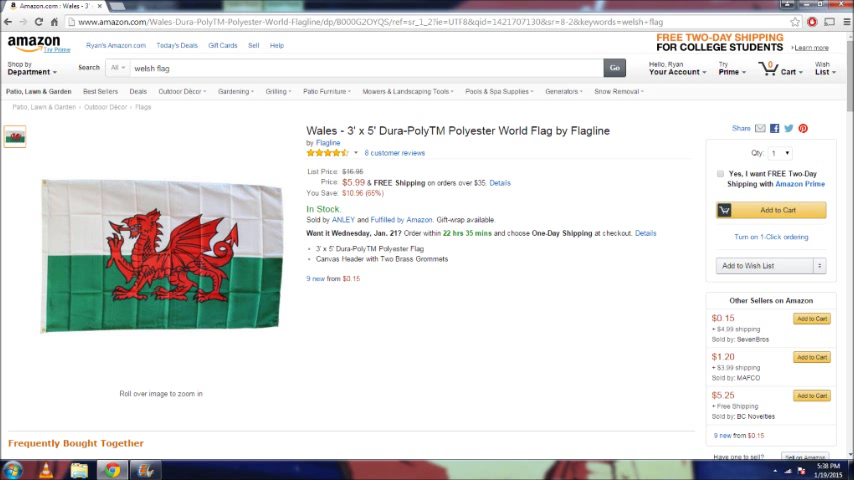 Amazon.com : Wales - 3'
https://www.amazon.com/Wales-Dura-PolyTM-Polyester-World-Flagline/dp/B000G2OYQS/ref=sr_1_2?ie=UTF8&qid=1421707130&sr=8-2&keywords=welsh+flag
amazon
Try Prime
Ryan's Amazon.com Today's Deals Gift Cards Sell Help
FREE TWO-DAY SHIPPING
FOR COLLEGE STUDENTS
Learn more
Shop by
Department
Search All welsh flag Go
Hello, Ryan
Your Account
Try
Prime
0 Cart
Wish
List
Patio, Lawn & Garden Best Sellers Deals Outdoor Décor Gardening Grilling Patio Furniture Mowers & Landscaping Tools Pools & Spa Supplies Generators Snow Removal
Patio, Lawn & Garden › Outdoor Décor › Flags
Wales - 3' x 5' Dura-PolyTM Polyester World Flag by Flagline
by Flagline
8 customer reviews
List Price: $16.95
Price: $5.99 & FREE Shipping on orders over $35. Details
You Save: $10.96 (65%)
In Stock.
Sold by ANLEY and Fulfilled by Amazon. Gift-wrap available.
Want it Wednesday, Jan. 21? Order within 22 hrs 35 mins and choose One-Day Shipping at checkout. Details
• 3' x 5' Dura-PolyTM Polyester Flag
• Canvas Header with Two Brass Grommets
9 new from $0.15
Roll over image to zoom in
Frequently Bought Together
Share
Qty: 1
Yes, I want FREE Two-Day
Shipping with Amazon Prime
Add to Cart
Turn on 1-Click ordering
Add to Wish List
Other Sellers on Amazon
$0.15 Add to Cart
+ $4.99 shipping
Sold by: SevenBros
$1.20 Add to Cart
+ $3.99 shipping
Sold by: MAFCO
$5.25 Add to Cart
+ Free Shipping
Sold by: BC Novelties
9 new from $0.15
Have one to sell? Sell on Amazon
5:38 PM
1/19/2015